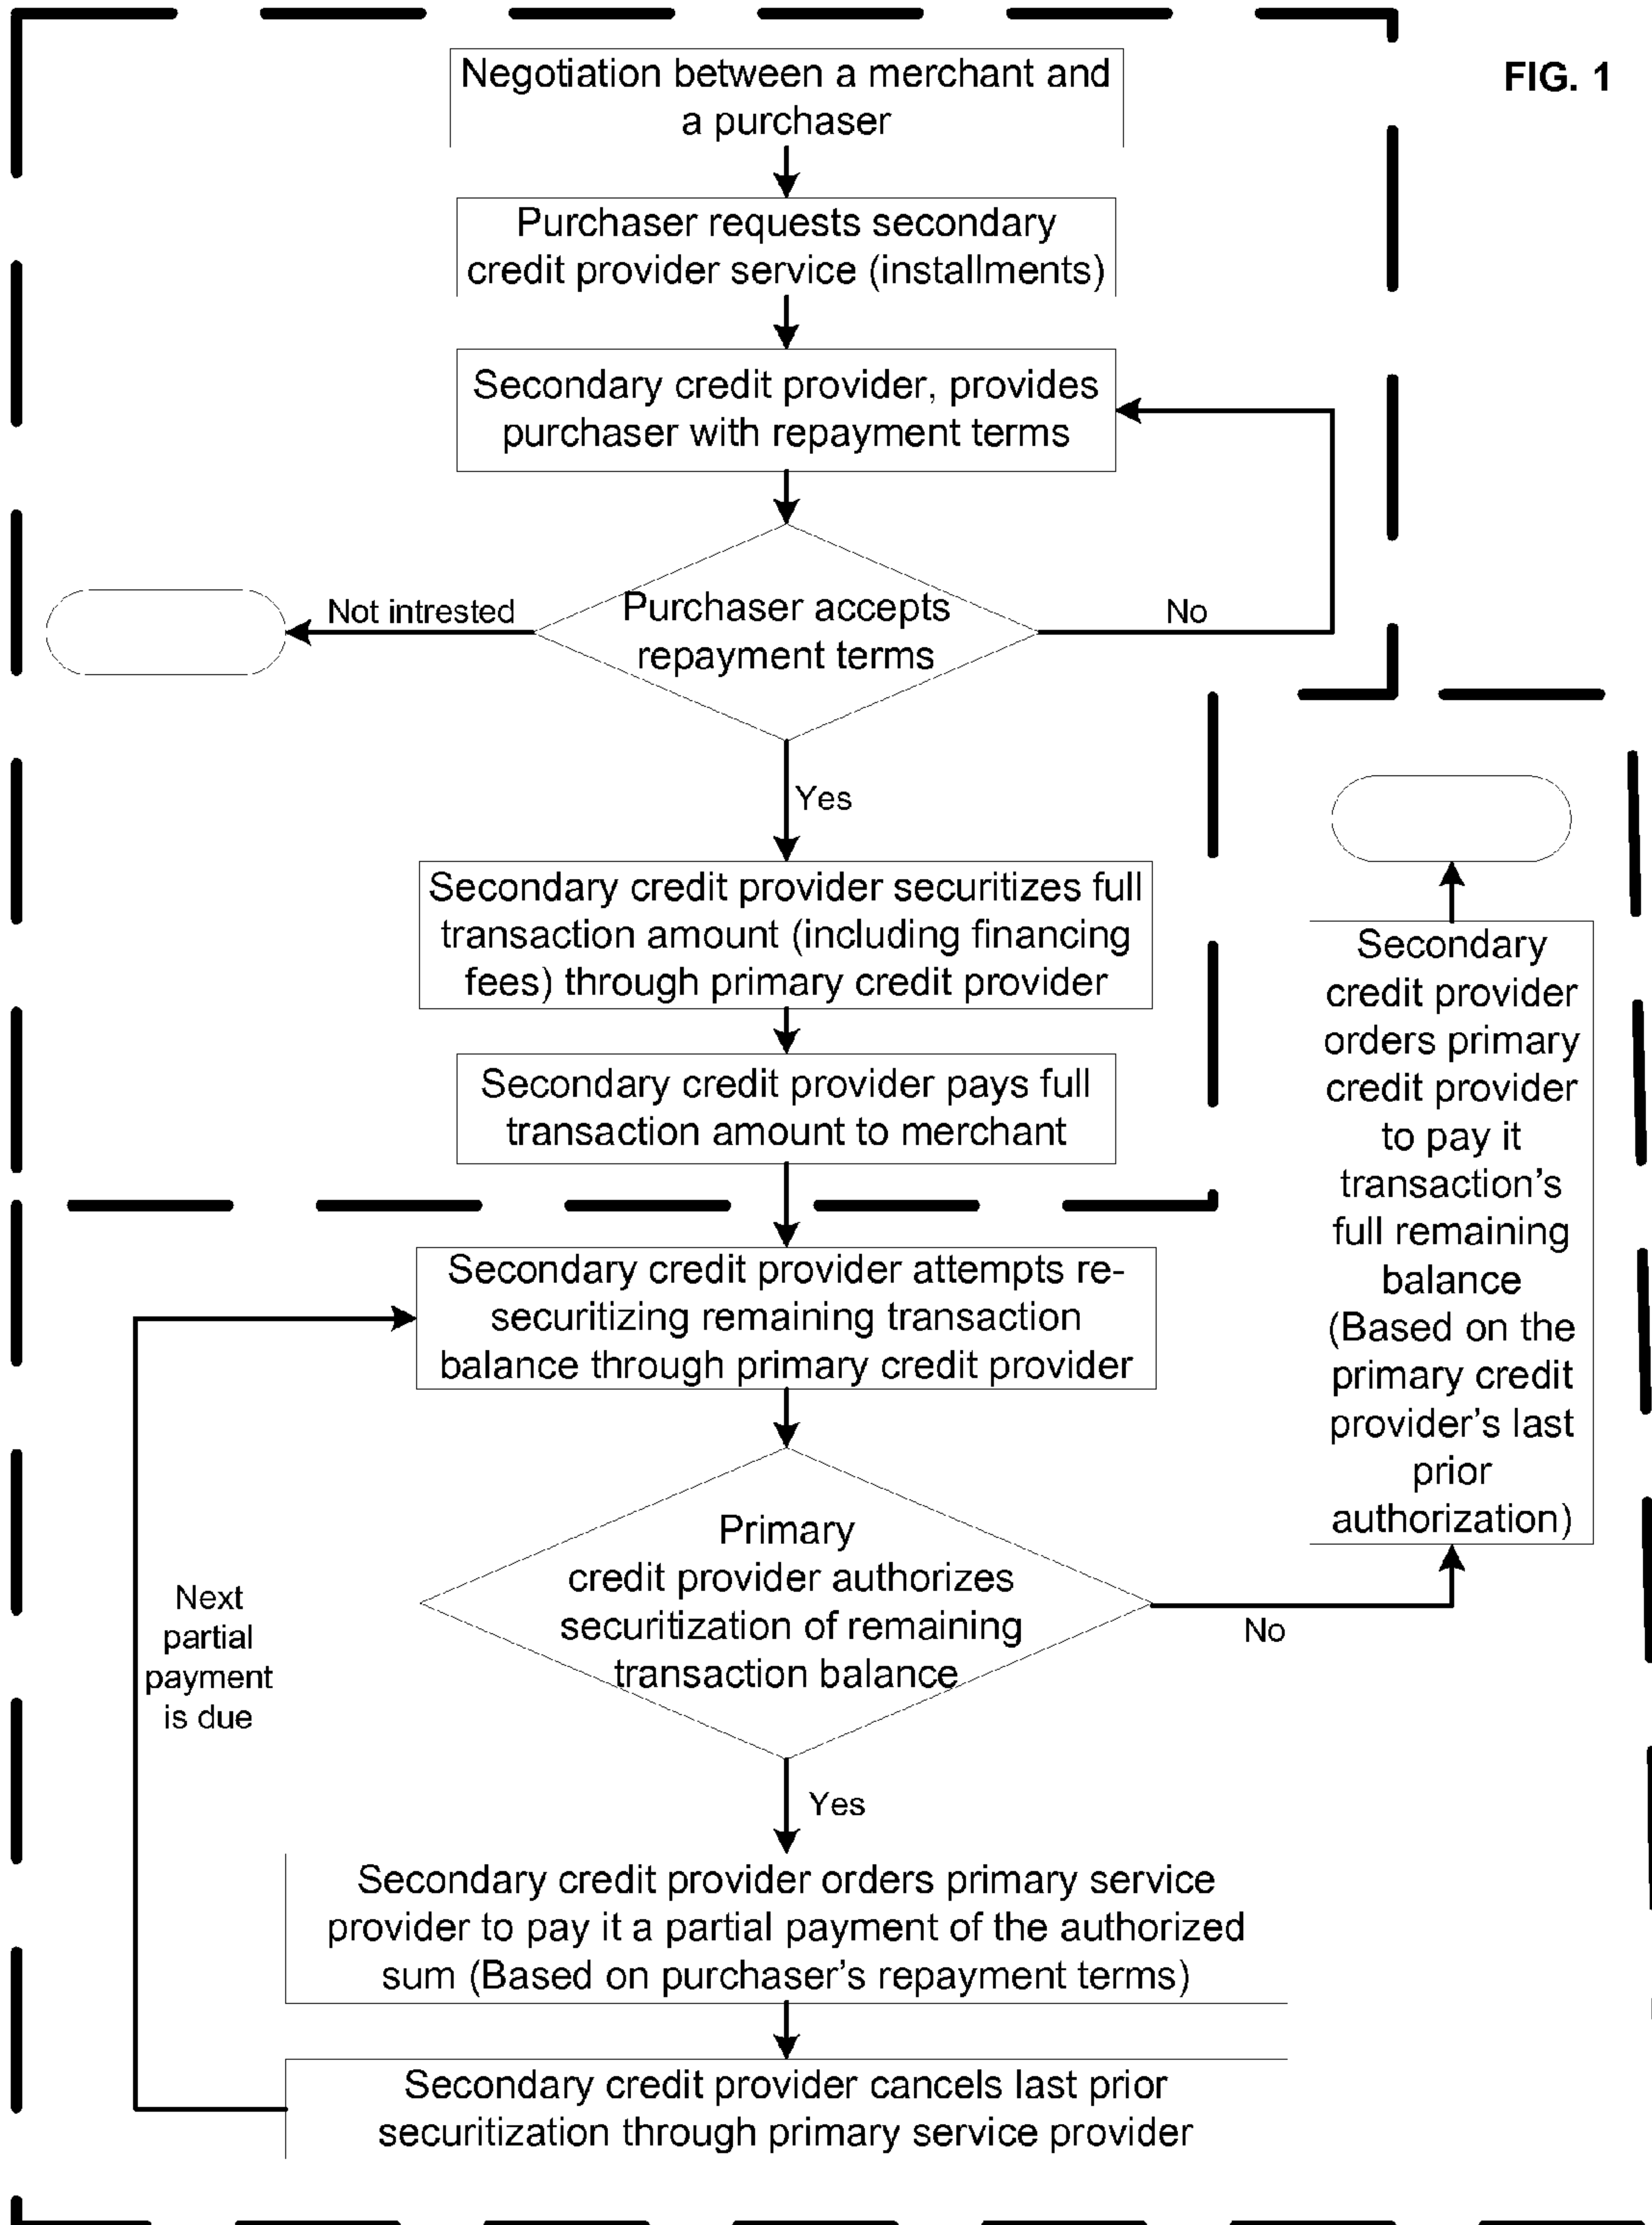 FIG. 1
Negotiation between a merchant and
a purchaser
Purchaser requests secondary
credit provider service (installments)
Secondary credit provider, provides
purchaser with repayment terms
Not intrested
Purchaser accepts
repayment terms
No
Yes
Secondary credit provider securitizes full
transaction amount (including financing
fees) through primary credit provider
Secondary credit provider pays full
transaction amount to merchant
Secondary
credit provider
orders primary
credit provider
to pay it
transaction's
full remaining
balance
(Based on the
primary credit
provider's last
prior
authorization)
Secondary credit provider attempts re-
securitizing remaining transaction
balance through primary credit provider
Primary
credit provider authorizes
securitization of remaining
transaction balance
No
Next
partial
payment
is due
Yes
Secondary credit provider orders primary service
provider to pay it a partial payment of the authorized
sum (Based on purchaser's repayment terms)
Secondary credit provider cancels last prior
securitization through primary service provider